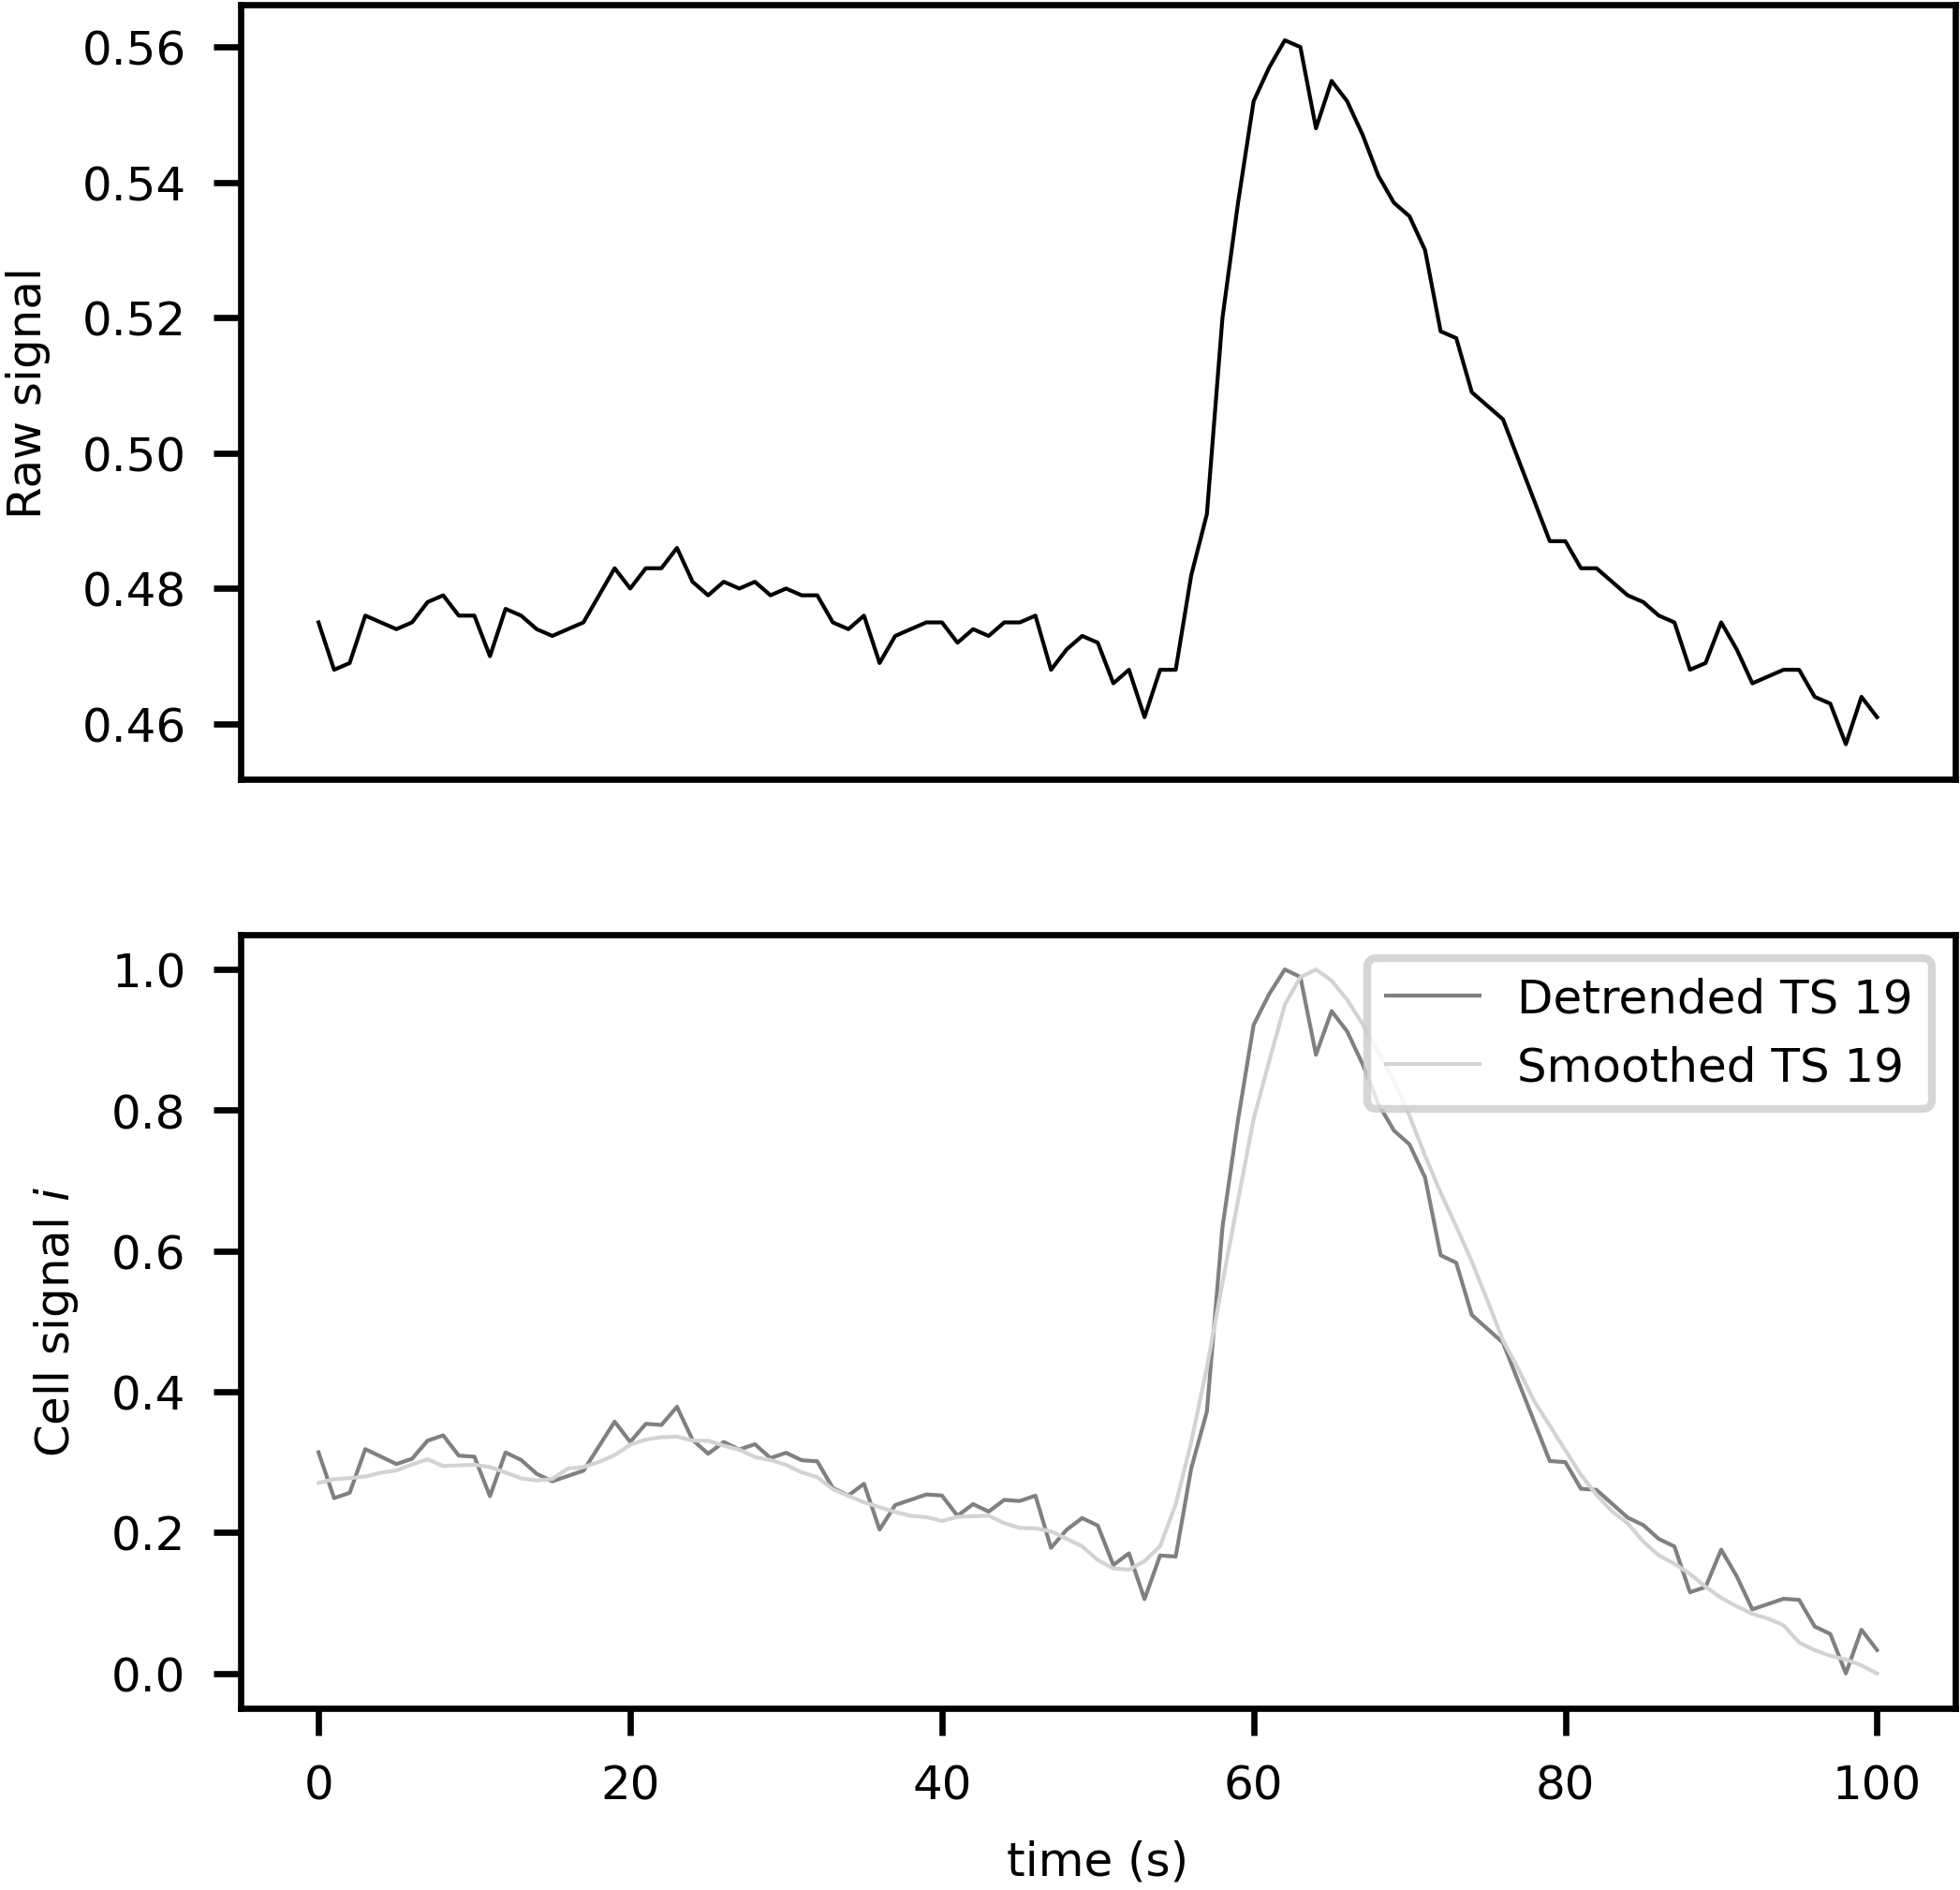 0.56
0.54
0.52
0.50
0.48
0.46
Raw signal
1.0
0.8
0.6
0.4
0.2
0.0
Cell signal i
Detrended TS 19
Smoothed TS 19
0 20 40 60 80 100
time (s)